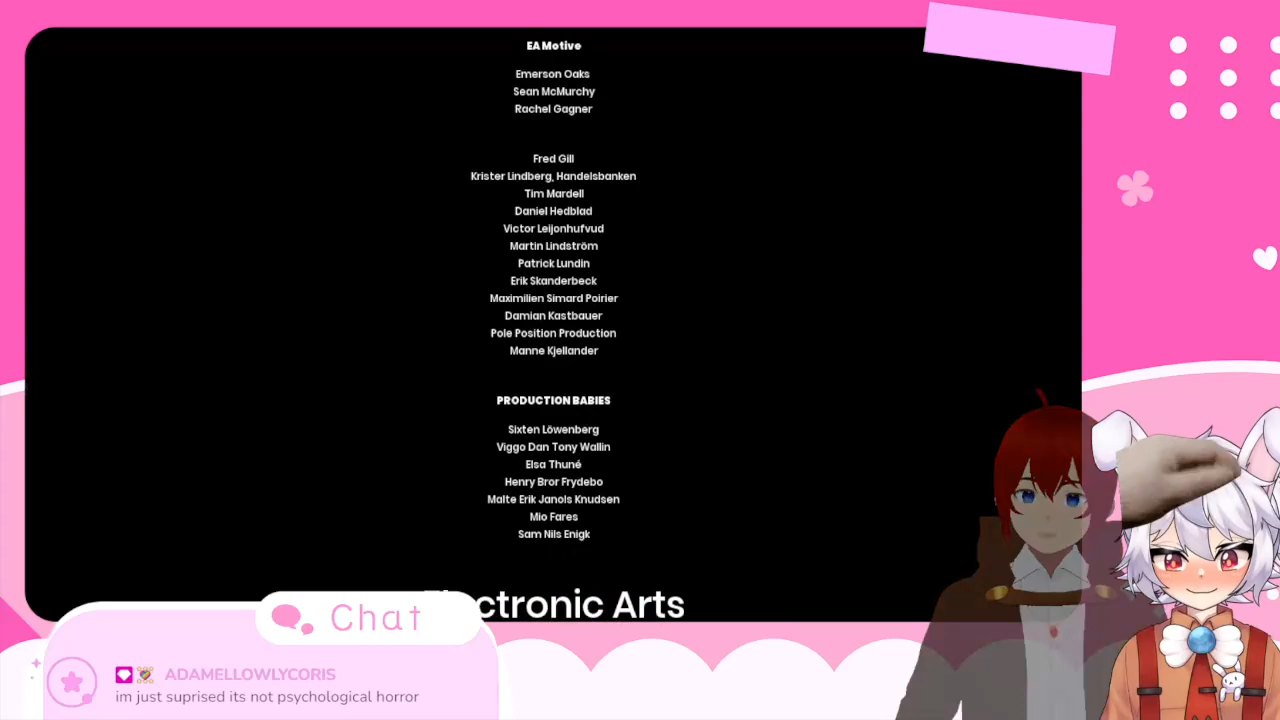 EA Motive
Emerson Oaks
Sean McMurchy
Rachel Gagner
Fred Gill
Krister Lindberg, Handelsbanken
Tim Mardell
Daniel Hedblad
Victor Leijonhufvud
Martin Lindström
Patrick Lundin
Erik Skanderbeck
Maximilien Simard Poirier
Damian Kastbauer
Pole Position Production
Manne Kjellander
PRODUCTION BABIES
Sixten Löwenberg
Viggo Dan Tony Wallin
Elsa Thuné
Henry Bror Frydebo
Malte Erik Janols Knudsen
Mio Fares
Sam Nils Enigk
Electronic Arts
Chat
ADAMELLOWLYCORIS
im just suprised its not psychological horror